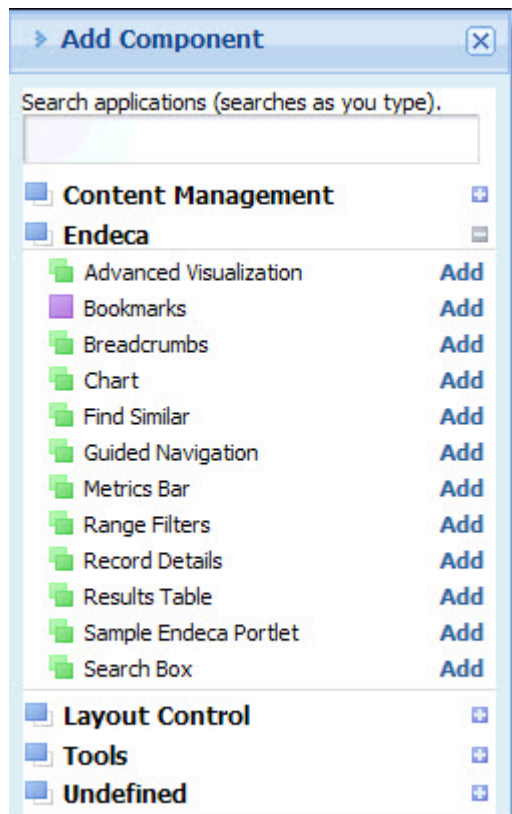 Add Component
Search applications (searches as you type).
Content Management
Endeca
Advanced Visualization Add
Bookmarks Add
Breadcrumbs Add
Chart Add
Find Similar Add
Guided Navigation Add
Metrics Bar Add
Range Filters Add
Record Details Add
Results Table Add
Sample Endeca Portlet Add
Search Box Add
Layout Control
Tools
Undefined